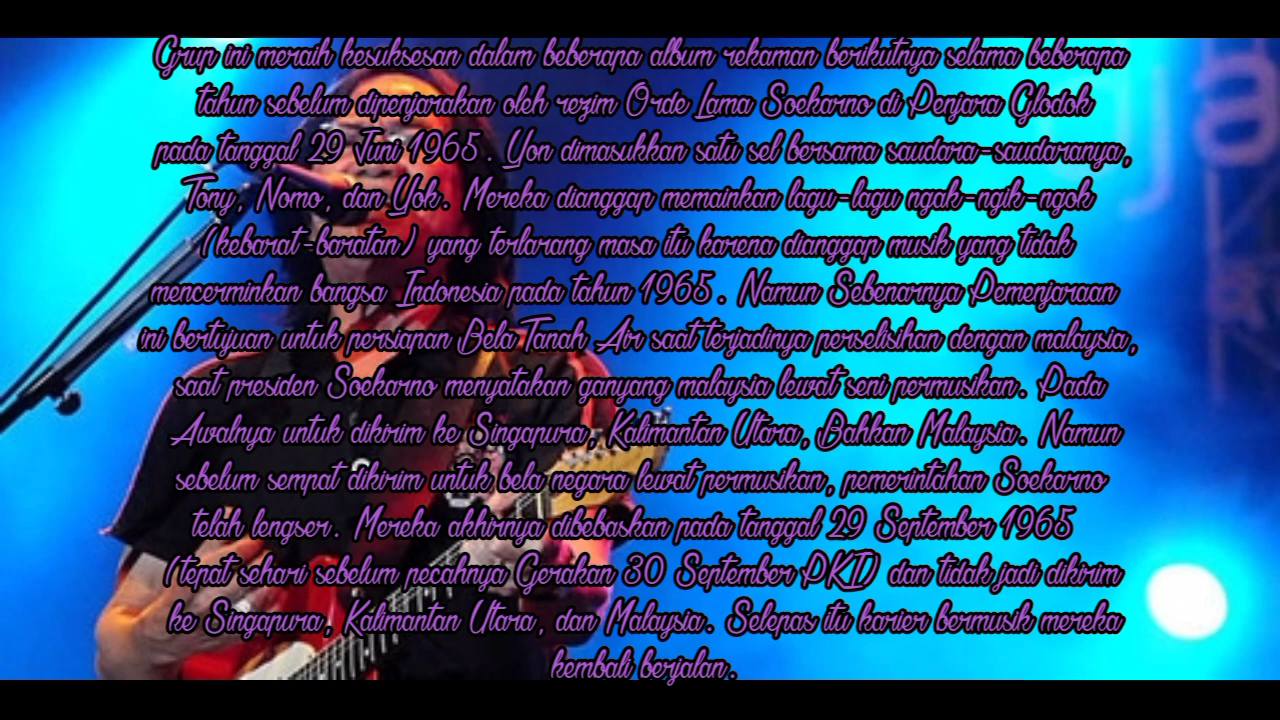 Grup ini meraih kesuksesan dalam beberapa album rekaman berikutnya selama beberapa
tahun sebelum dipenjarakan oleh rezim Orde Lama Soekarno di Penjara Glodok
pada tanggal 29 Juni 1965. Yon dimasukkan satu sel bersama saudara-saudaranya,
Tony, Nomo, dan Yok. Mereka dianggap memainkan lagu-lagu ngak-ngik-ngok
(kebarat-baratan) yang terlarang masa itu karena dianggap musik yang tidak
mencerminkan bangsa Indonesia pada tahun 1965. Namun Sebenarnya Pemenjaraan
ini bertujuan untuk persiapan Bela Tanah Air saat terjadinya perselisihan dengan malaysia,
saat presiden Soekarno menyatakan ganyang malaysia lewat seni permusikan. Pada
Awalnya untuk dikirim ke Singapura, Kalimantan Utara, Bahkan Malaysia. Namun
sebelum sempat dikirim untuk bela negara lewat permusikan, pemerintahan Soekarno
telah lengser. Mereka akhirnya dibebaskan pada tanggal 29 September 1965
(tepat sehari sebelum pecahnya Gerakan 30 September PKI) dan tidak jadi dikirim
ke Singapura, Kalimantan Utara, dan Malaysia. Selepas itu karier bermusik mereka
kembali berjalan.
ja